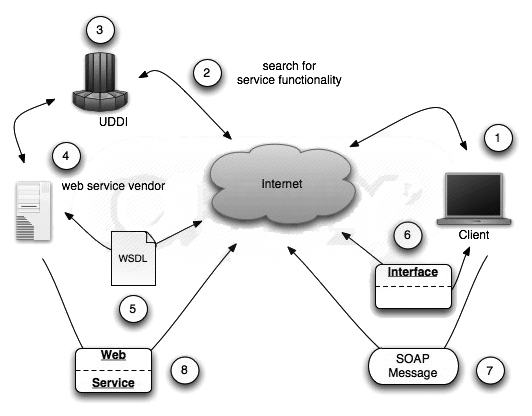 3
2
search for
service functionality
UDDI
1
4
web service vendor
Internet
Client
6
WSDL
Interface
5
Web
Service
8
SOAP
Message
7